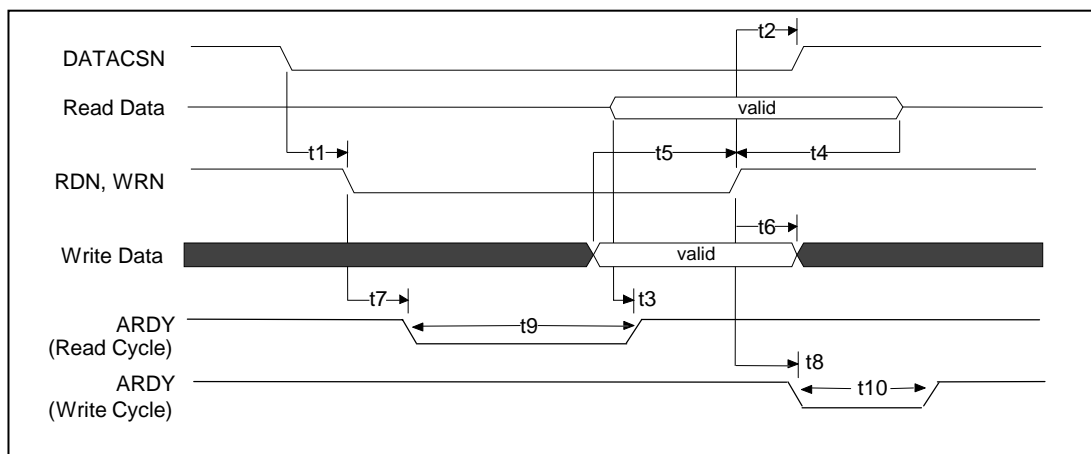 t2
DATACSN
Read Data
valid
t1
t5
t4
RDN, WRN
t6
Write Data
valid
t7
t3
ARDY
t9
(Read Cycle)
t8
ARDY
t10
(Write Cycle)